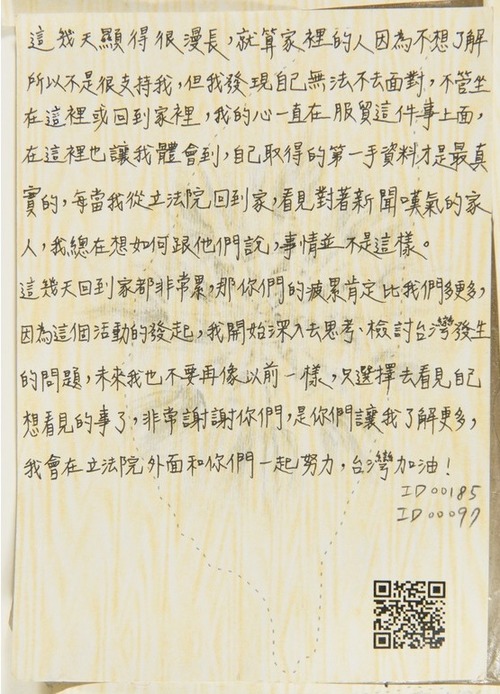 這幾天顯得很漫長,就算家裡的人因為不想了解
所以不是很支持我,但我發現自己無法不去面對,不管坐
在這裡或回到家裡,我的心一直在服貿這件事上面,
在這裡也讓我體會到,自己取得的第一手資料才是最真
實的,每當我從立法院回到家,看見對著新聞嘆氣的家
人,我總在想如何跟他們說,事情並不是這樣。
這幾天回到家都非常累,那你們的疲累肯定比我們多更多,
因為這個活動的發起,我開始深入去思考、檢討台灣發生
的問題,未來我也不要再像以前一樣,只選擇去看見自己
想看見的事了,非常謝謝你們,是你們讓我了解更多,
我會在立法院外面和你們一起努力,台灣加油!
ID00185
ID00097